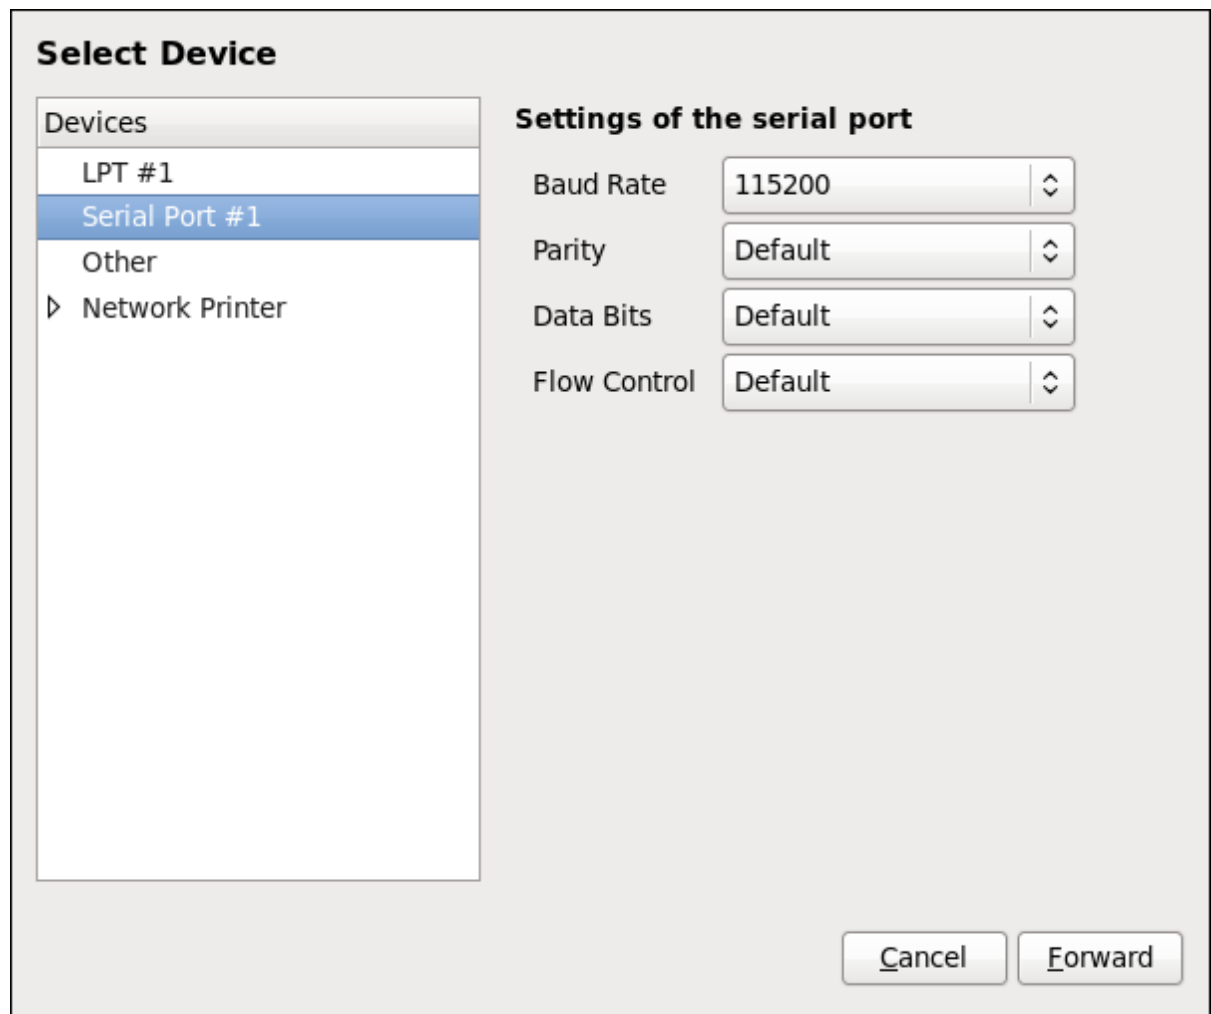 Select Device
Devices
LPT #1
Serial Port #1
Other
Network Printer
Settings of the serial port
Baud Rate 115200
Parity Default
Data Bits Default
Flow Control Default
Cancel Forward